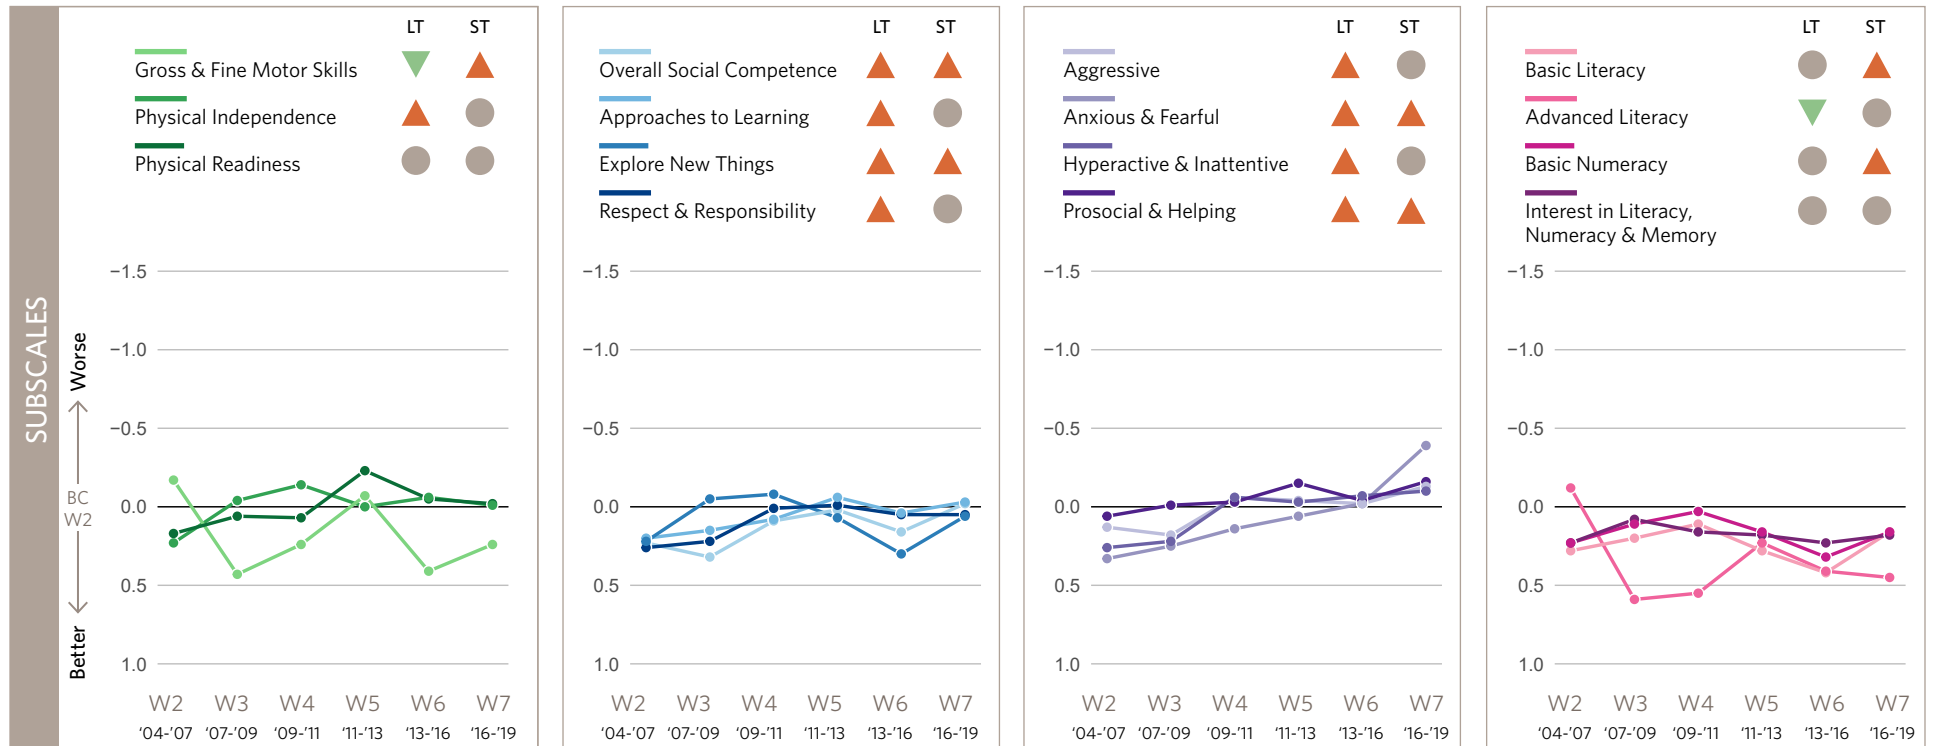 SUBSCALES
Worse
BC
W2
Better
LT ST
Gross & Fine Motor Skills
Physical Independence
Physical Readiness
−1.5
−1.0
−0.5
0.0
0.5
1.0
W2 W3 W4 W5 W6 W7
‘04-’07 ‘07-’09 ‘09-’11 ‘11-’13 ‘13-’16 ‘16-’19
LT ST
Overall Social Competence
Approaches to Learning
Explore New Things
Respect & Responsibility
−1.5
−1.0
−0.5
0.0
0.5
1.0
W2 W3 W4 W5 W6 W7
‘04-’07 ‘07-’09 ‘09-’11 ‘11-’13 ‘13-’16 ‘16-’19
LT ST
Aggressive
Anxious & Fearful
Hyperactive & Inattentive
Prosocial & Helping
−1.5
−1.0
−0.5
0.0
0.5
1.0
W2 W3 W4 W5 W6 W7
‘04-’07 ‘07-’09 ‘09-’11 ‘11-’13 ‘13-’16 ‘16-’19
LT ST
Basic Literacy
Advanced Literacy
Basic Numeracy
Interest in Literacy,
Numeracy & Memory
−1.5
−1.0
−0.5
0.0
0.5
1.0
W2 W3 W4 W5 W6 W7
‘04-’07 ‘07-’09 ‘09-’11 ‘11-’13 ‘13-’16 ‘16-’19